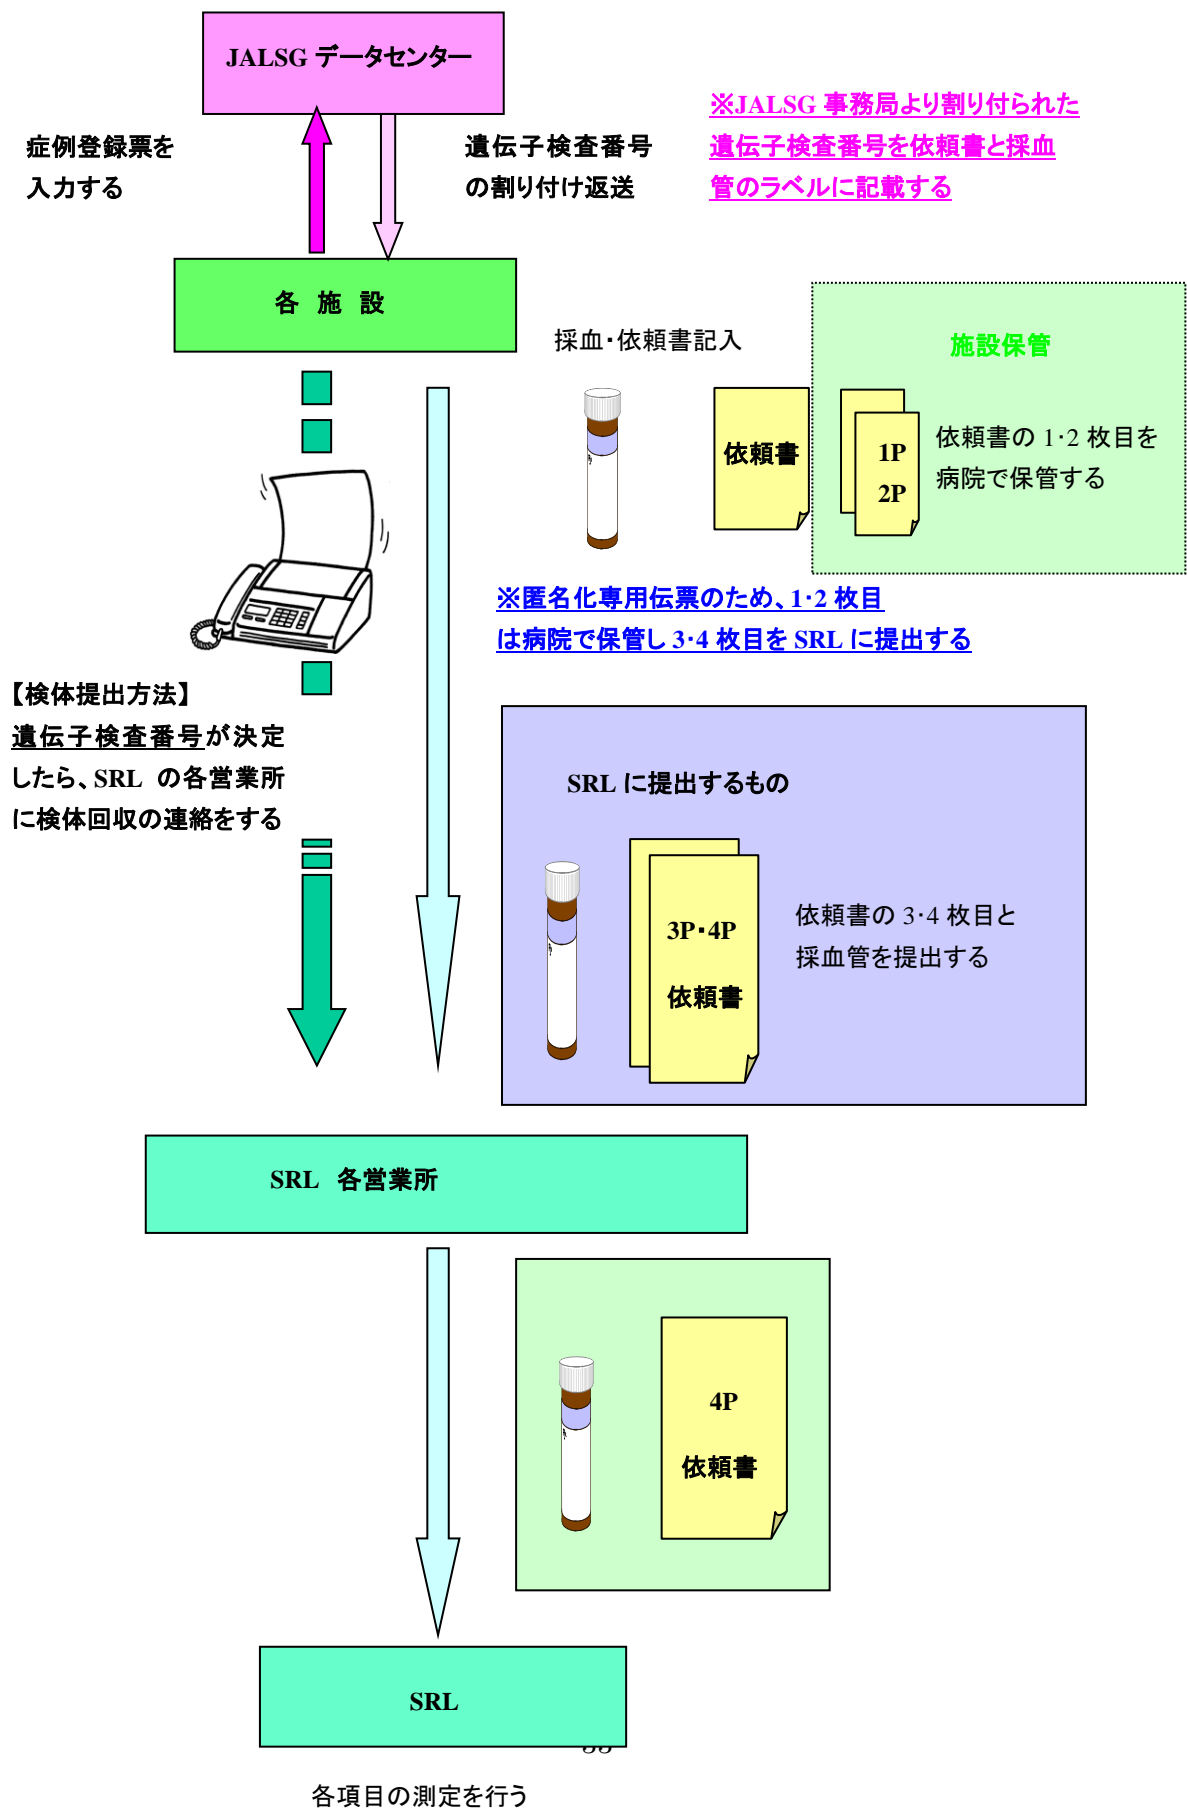 JALSG データセンター
症例登録票を
入力する
遺伝子検査番号
の割り付け返送
※JALSG 事務局より割り付られた
遺伝子検査番号を依頼書と採血
管のラベルに記載する
各 施 設
採血・依頼書記入
施設保管
依頼書
1P
2P
依頼書の 1・2 枚目を
病院で保管する
※匿名化専用伝票のため、1・2 枚目
は病院で保管し 3・4 枚目を SRL に提出する
【検体提出方法】
遺伝子検査番号が決定
したら、SRL の各営業所
に検体回収の連絡をする
SRL に提出するもの
3P・4P
依頼書
依頼書の 3・4 枚目と
採血管を提出する
SRL 各営業所
4P
依頼書
SRL
各項目の測定を行う